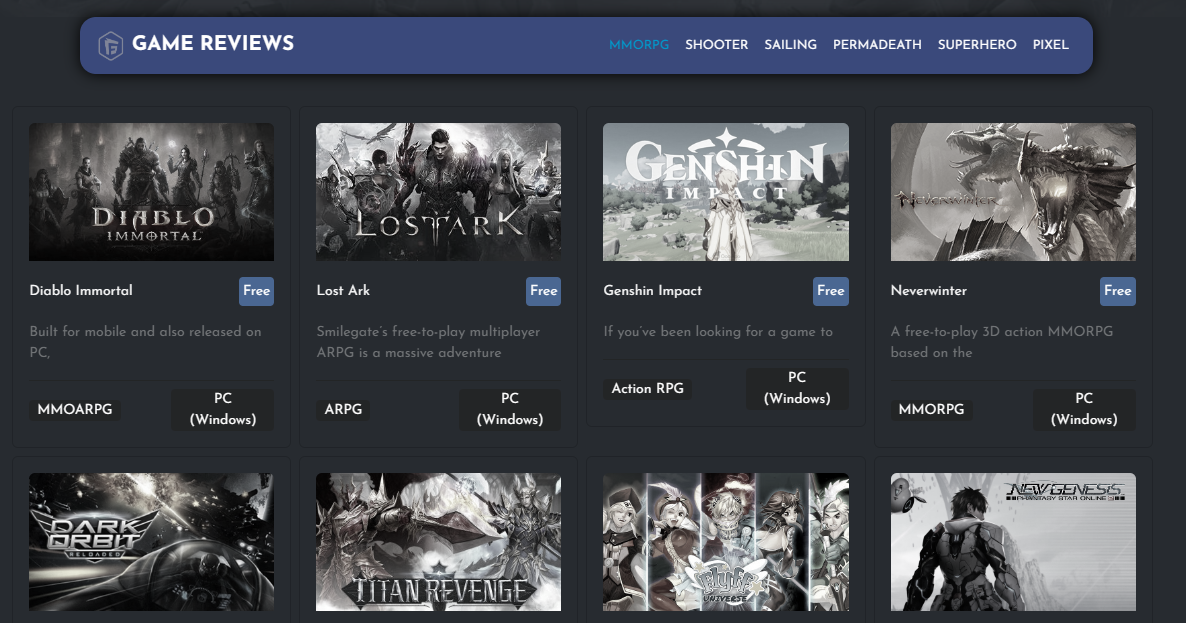 GAME REVIEWS
MMORPG SHOOTER SAILING PERMADEATH SUPERHERO PIXEL
DIABLO
IMMORTAL
LOST ARK
GENSHIN
IMPACT
NEVERWINTER
Diablo Immortal Free
Lost Ark Free
Genshin Impact Free
Neverwinter Free
Built for mobile and also released on
PC,
Smilegate's free-to-play multiplayer
ARPG is a massive adventure
If you've been looking for a game to
A free-to-play 3D action MMORPG
based on the
MMOARPG
PC
(Windows)
ARPG
PC
(Windows)
Action RPG
PC
(Windows)
MMORPG
PC
(Windows)
DARK
ORBIT
RELOADED
TITAN REVENGE
Flyff
UNIVERSE
NEW GENESIS
PHANTASY STAR ONLINE 2